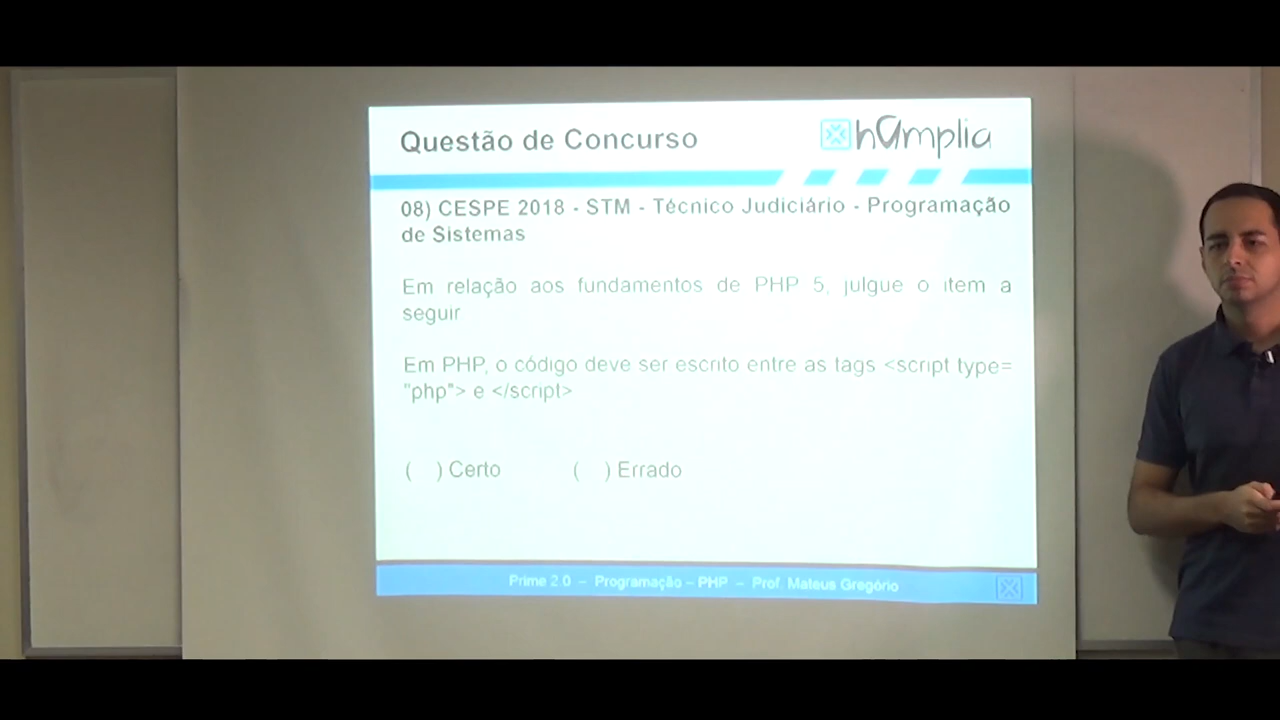 Questão de Concurso
hámplia
08) CESPE 2018 - STM - Técnico Judiciário - Programação
de Sistemas
Em relação aos fundamentos de PHP 5, julgue o item a
seguir
Em PHP, o código deve ser escrito entre as tags <script type=
"php"> e </script>
( ) Certo ( ) Errado
Prime 2.0 – Programação – PHP – Prof. Mateus Gregório